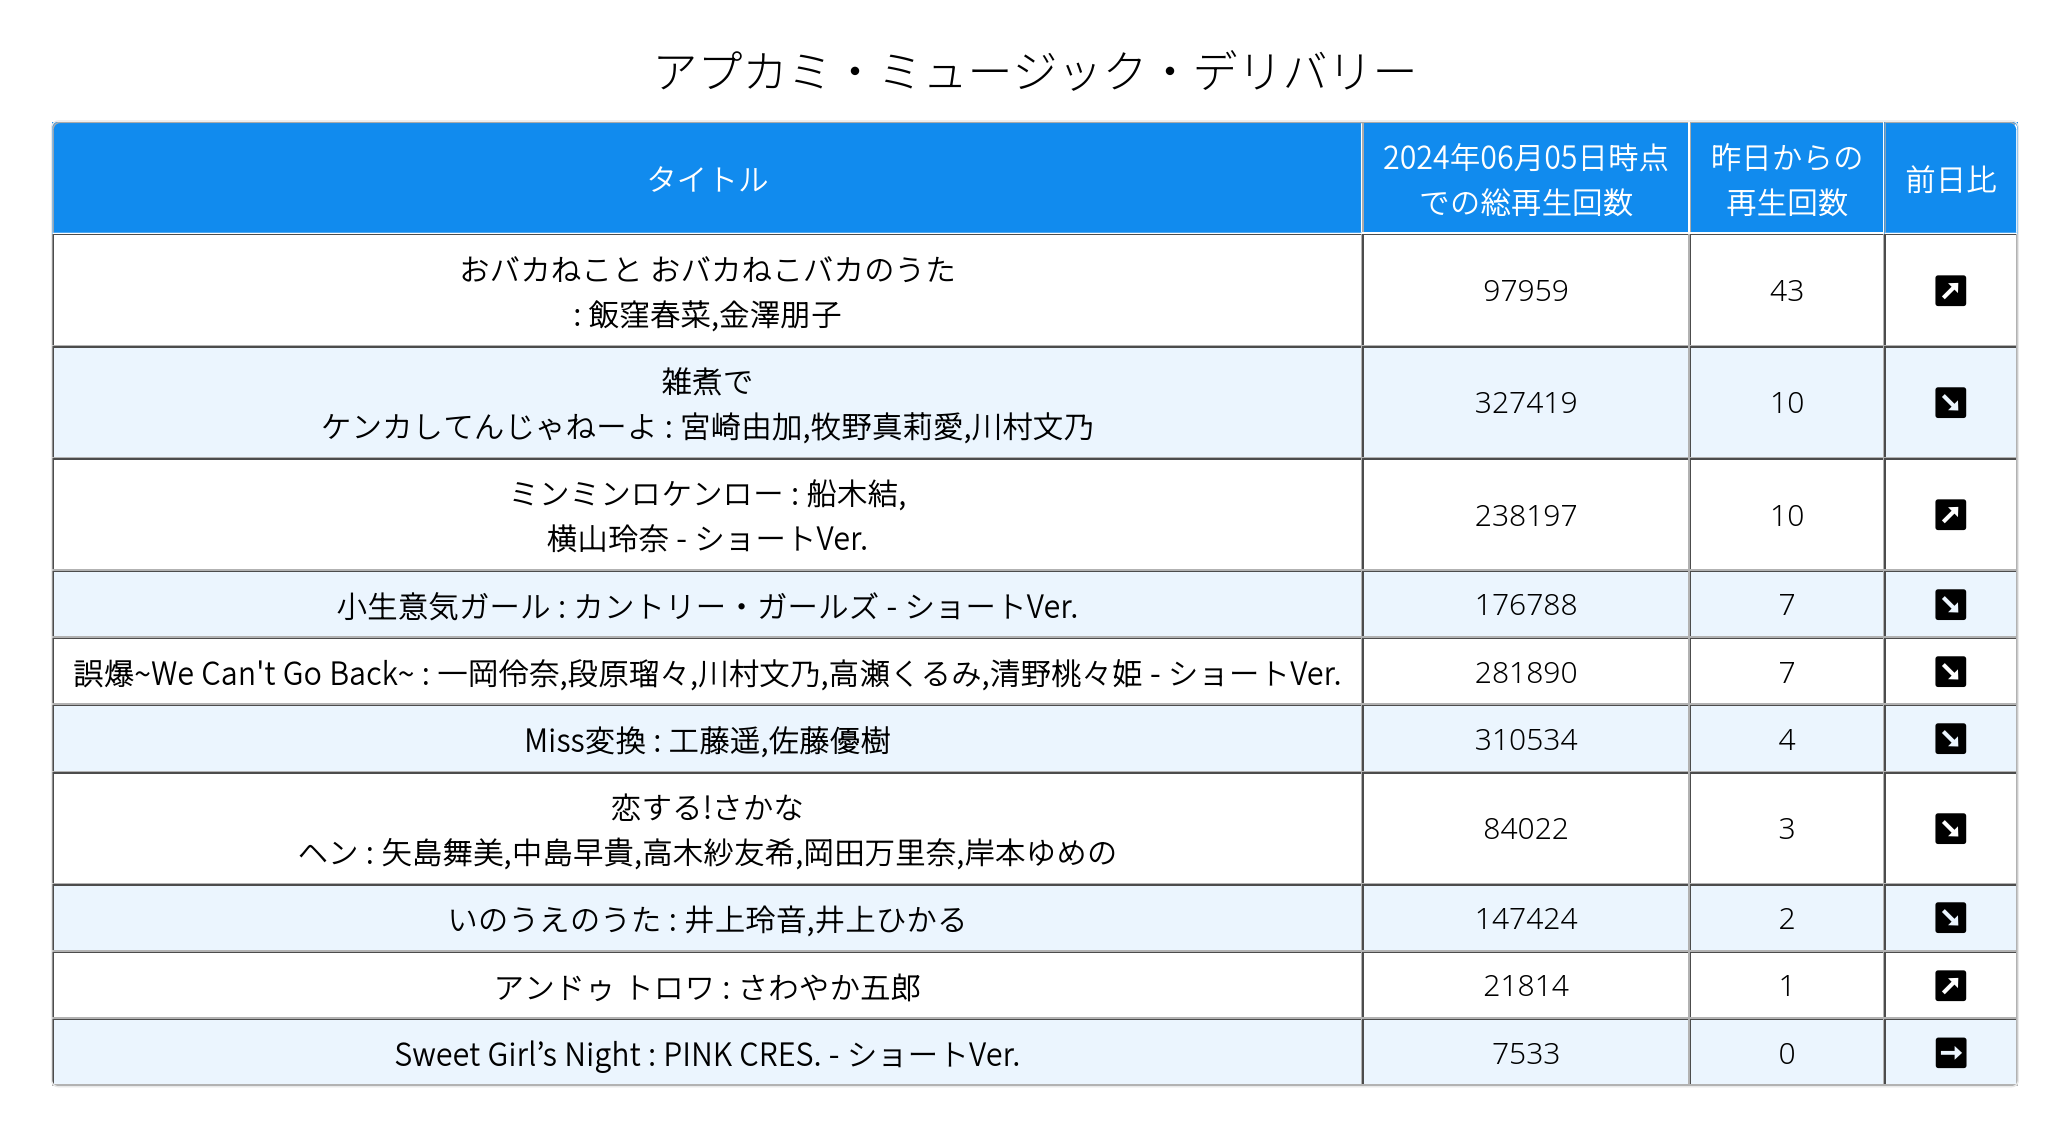 アプカミ・ミュージック・デリバリー
タイトル
2024年06月05日時点
での総再生回数
昨日からの
再生回数
前日比
おバカねこと おバカねこバカのうた
: 飯窪春菜,金澤朋子
97959
43
雑煮で
ケンカしてんじゃねーよ : 宮崎由加,牧野真莉愛,川村文乃
327419
10
ミンミンロケンロー : 船木結,
横山玲奈 - ショートVer.
238197
10
小生意気ガール : カントリー・ガールズ - ショートVer.
176788
7
誤爆~We Can't Go Back~ : 一岡伶奈,段原瑠々,川村文乃,高瀬くるみ,清野桃々姫 - ショートVer.
281890
7
Miss変換 : 工藤遥,佐藤優樹
310534
4
恋する!さかな
ヘン : 矢島舞美,中島早貴,高木紗友希,岡田万里奈,岸本ゆめの
84022
3
いのうえのうた : 井上玲音,井上ひかる
147424
2
アンドゥ トロワ : さわやか五郎
21814
1
Sweet Girl’s Night : PINK CRES. - ショートVer.
7533
0